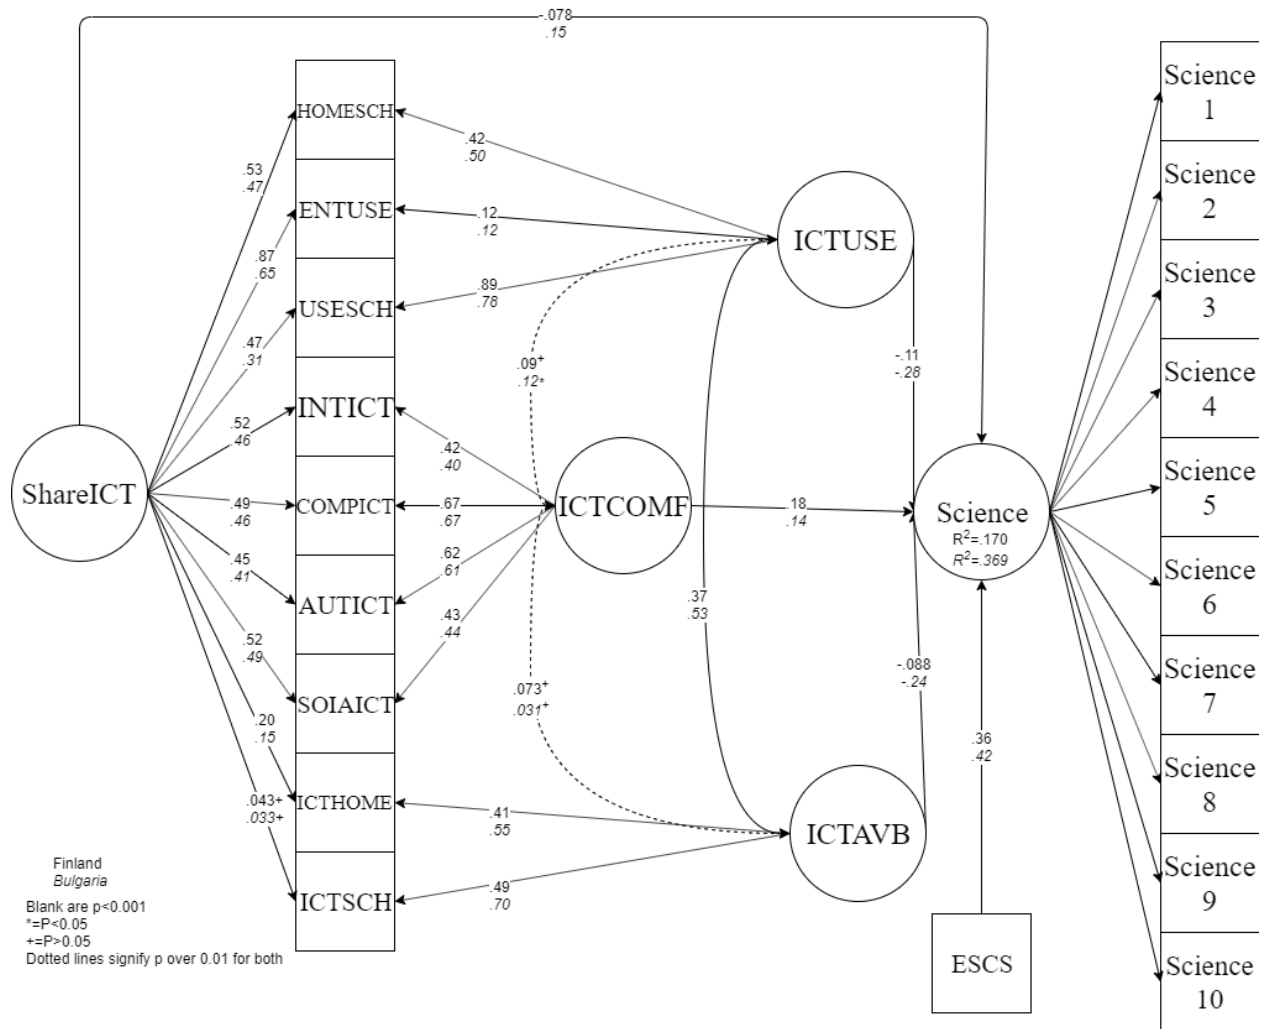 -.078
.15
HOMESCH
ENTUSE
USESCH
INTICT
COMPICT
AUTICT
SOIAICT
ICTHOME
ICTSCH
ShareICT
.53
.47
.87
.65
.47
.31
.52
.46
.49
.46
.45
.41
.52
.49
.20
.15
.043+
.033+
.42
.50
.12
.12
.89
.78
.42
.40
.67
.67
.62
.61
.43
.44
.41
.55
.49
.70
.09+
.12*
.073+
.031+
.37
.53
ICTUSE
ICTCOMF
ICTAVB
-.11
-.28
.18
.14
-.088
-.24
.36
.42
Science
R²=.170
R²=.369
ESCS
Science
1
Science
2
Science
3
Science
4
Science
5
Science
6
Science
7
Science
8
Science
9
Science
10
Finland
Bulgaria
Blank are p<0.001
*=P<0.05
+=P>0.05
Dotted lines signify p over 0.01 for both